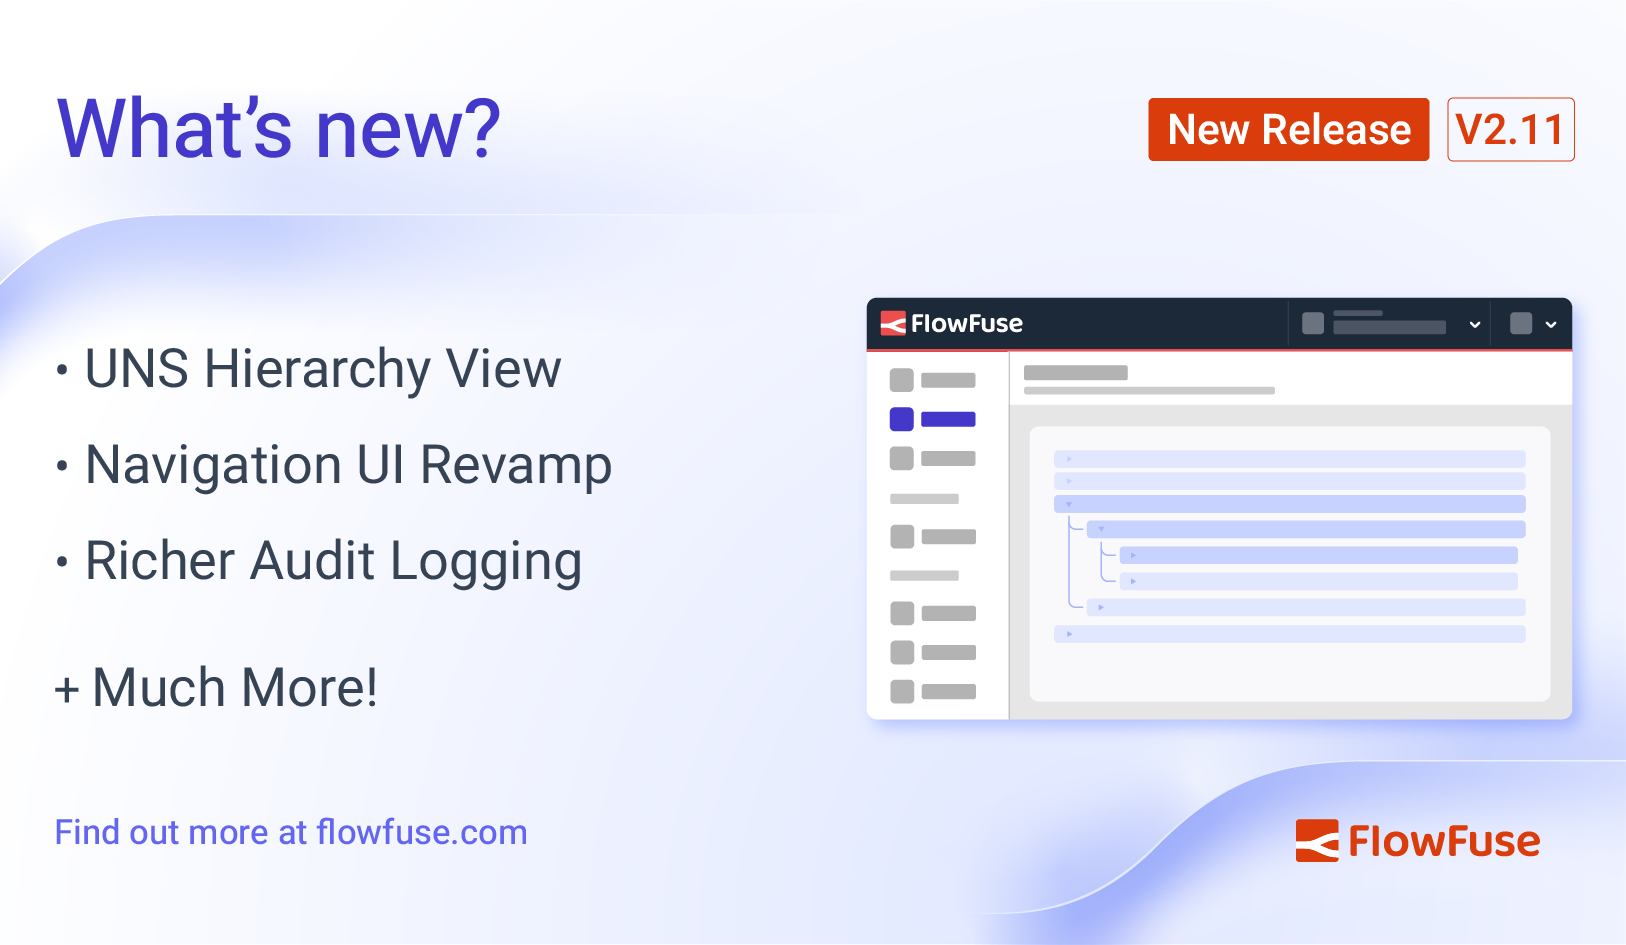 What's new?
New Release V2.11
• UNS Hierarchy View
• Navigation UI Revamp
• Richer Audit Logging
+ Much More!
FlowFuse
Find out more at flowfuse.com
FlowFuse